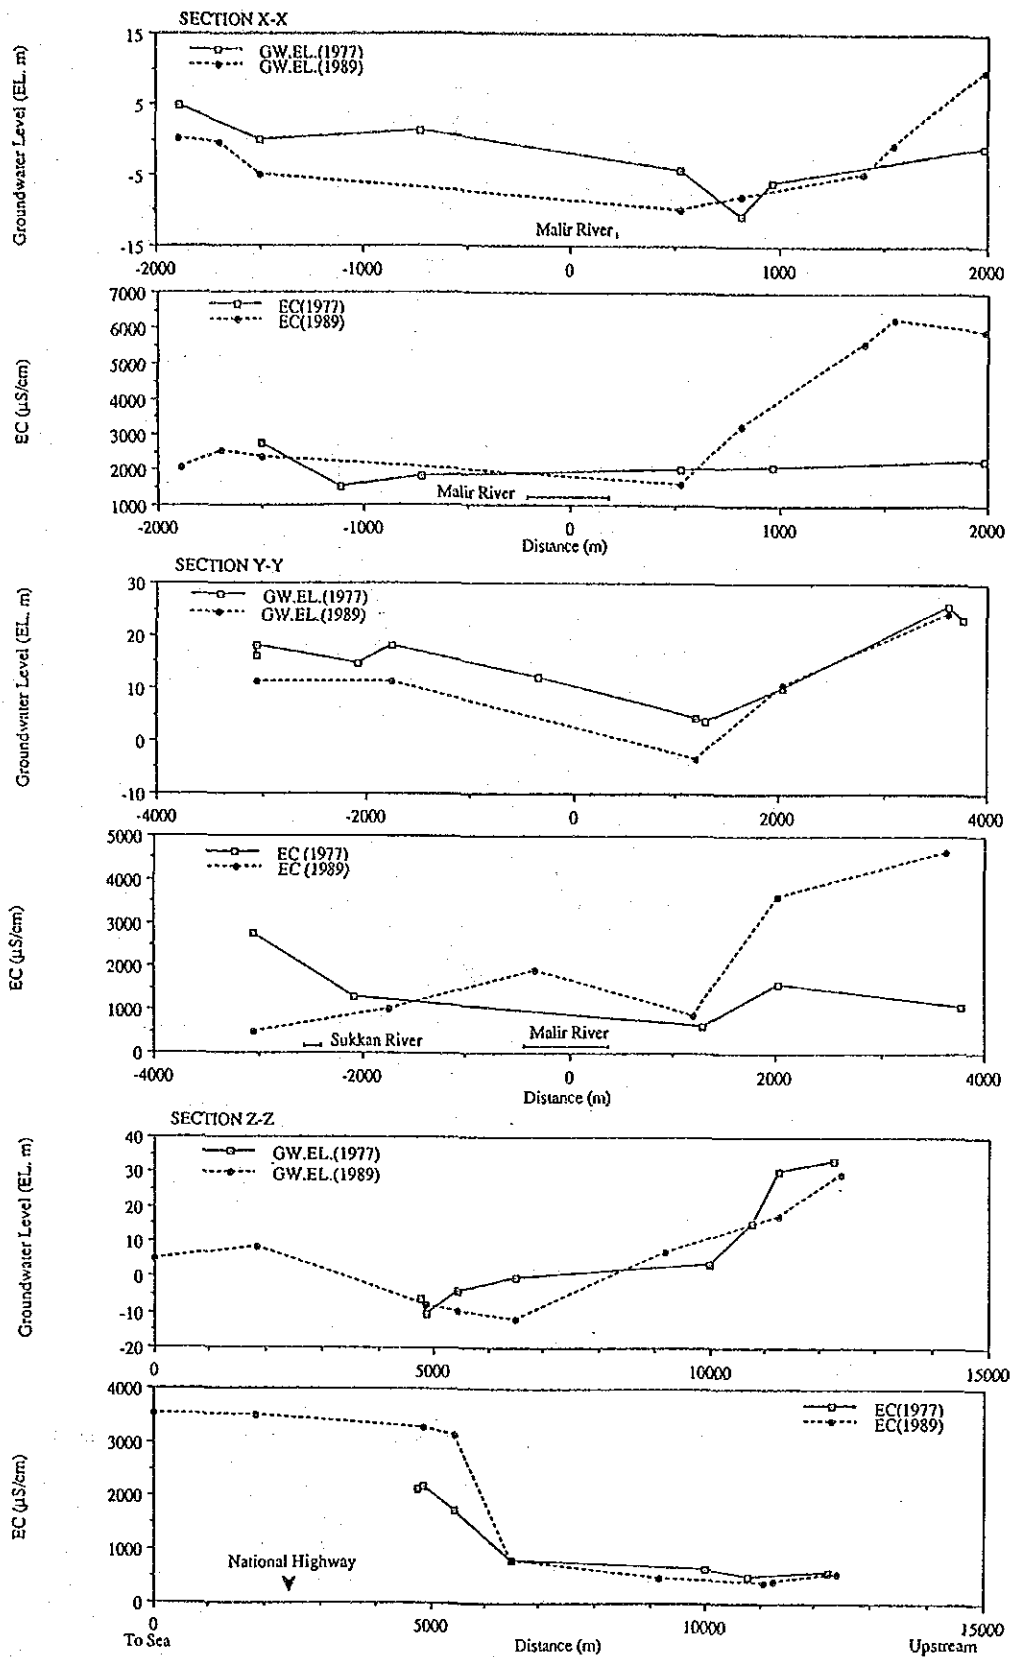 SECTION X-X
GW.EL.(1977)
GW.EL.(1989)
Groundwater Level (EL. m)
15
5
-5
-15
Malir River
-2000 -1000 0 1000 2000
EC(1977)
EC(1989)
EC (µS/cm)
7000
6000
5000
4000
3000
2000
1000
Malir River
-2000 -1000 0 1000 2000
Distance (m)
SECTION Y-Y
GW.EL.(1977)
GW.EL.(1989)
Groundwater Level (EL. m)
30
20
10
0
-10
-4000 -2000 0 2000 4000
EC (1977)
EC (1989)
EC (µS/cm)
5000
4000
3000
2000
1000
0
Sukkan River
Malir River
-4000 -2000 0 2000 4000
Distance (m)
SECTION Z-Z
GW.EL.(1977)
GW.EL.(1989)
Groundwater Level (EL. m)
40
30
20
10
0
-10
-20
0 5000 10000 15000
EC(1977)
EC(1989)
EC (µS/cm)
4000
3000
2000
1000
0
National Highway
0 5000 10000 15000
To Sea Distance (m) Upstream